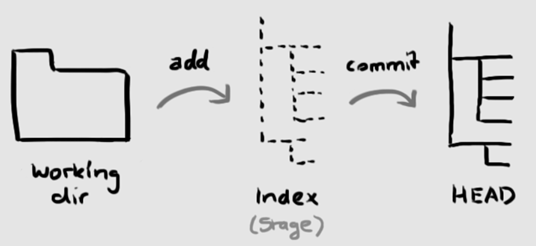 add
commit
working
dir
Index
(Stage)
HEAD